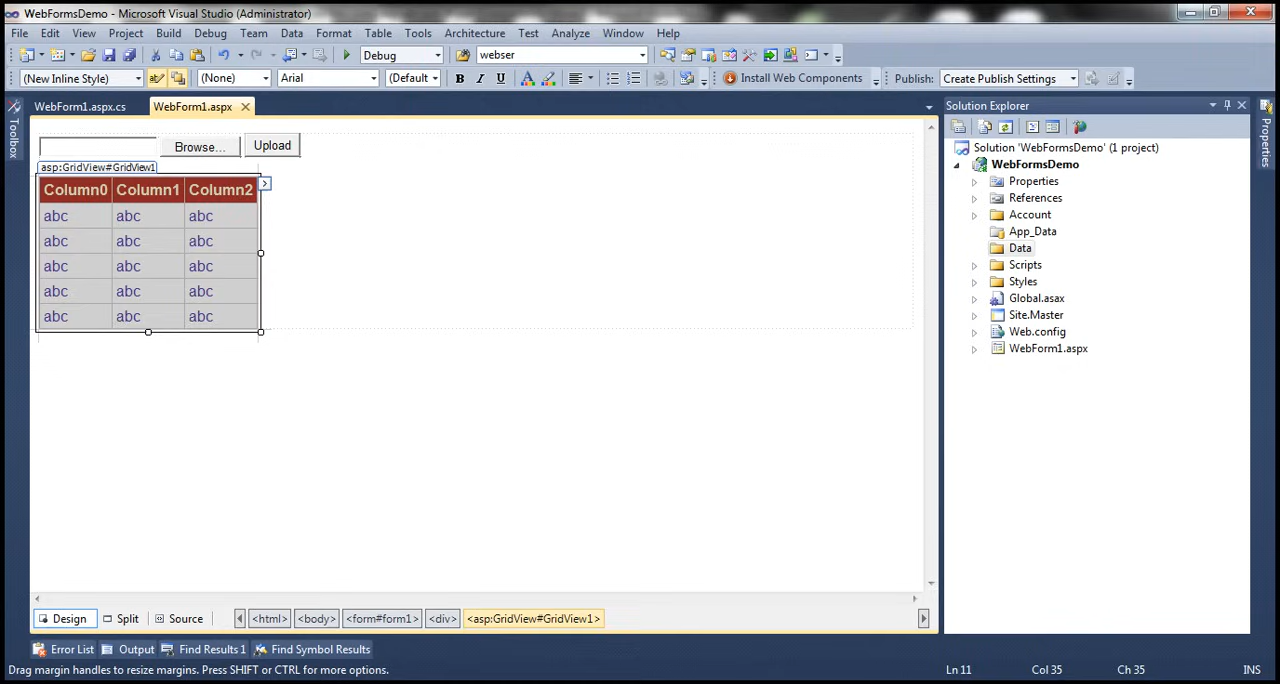 WebFormsDemo - Microsoft Visual Studio (Administrator)
File Edit View Project Build Debug Team Data Format Table Tools Architecture Test Analyze Window Help
Debug webser
(New Inline Style) (None) Arial (Default B I U A Install Web Components Publish: Create Publish Settings
WebForm1.aspx.cs WebForm1.aspx
Solution Explorer
Toolbox
Properties
Browse... Upload
asp:GridView#GridView1
Column0 Column1 Column2
abc abc abc
abc abc abc
abc abc abc
abc abc abc
abc abc abc
Solution 'WebFormsDemo' (1 project)
WebFormsDemo
Properties
References
Account
App_Data
Data
Scripts
Styles
Global.asax
Site.Master
Web.config
WebForm1.aspx
Design Split Source <html> <body> <form#form1> <div> <asp:GridView#GridView1>
Error List Output Find Results 1 Find Symbol Results
Drag margin handles to resize margins. Press SHIFT or CTRL for more options. Ln 11 Col 35 Ch 35 INS